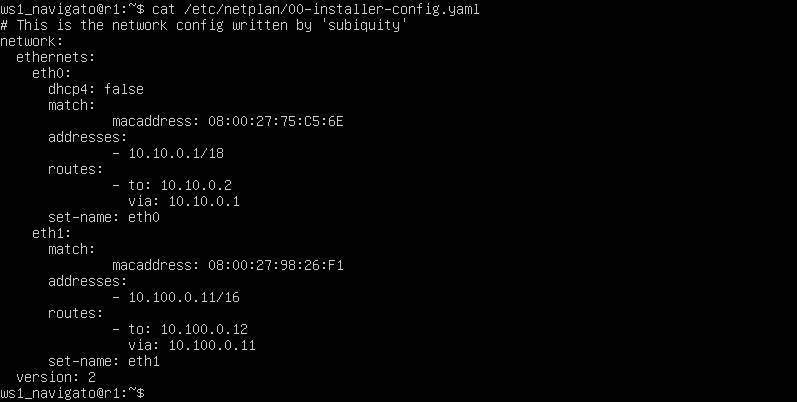 ws1_navigato@r1:~$ cat /etc/netplan/00-installer-config.yaml
# This is the network config written by 'subiquity'
network:
  ethernets:
    eth0:
      dhcp4: false
      match:
              macaddress: 08:00:27:75:C5:6E
      addresses:
              - 10.10.0.1/18
      routes:
              - to: 10.10.0.2
                via: 10.10.0.1
      set-name: eth0
    eth1:
      match:
              macaddress: 08:00:27:98:26:F1
      addresses:
              - 10.100.0.11/16
      routes:
              - to: 10.100.0.12
                via: 10.100.0.11
      set-name: eth1
  version: 2
ws1_navigato@r1:~$